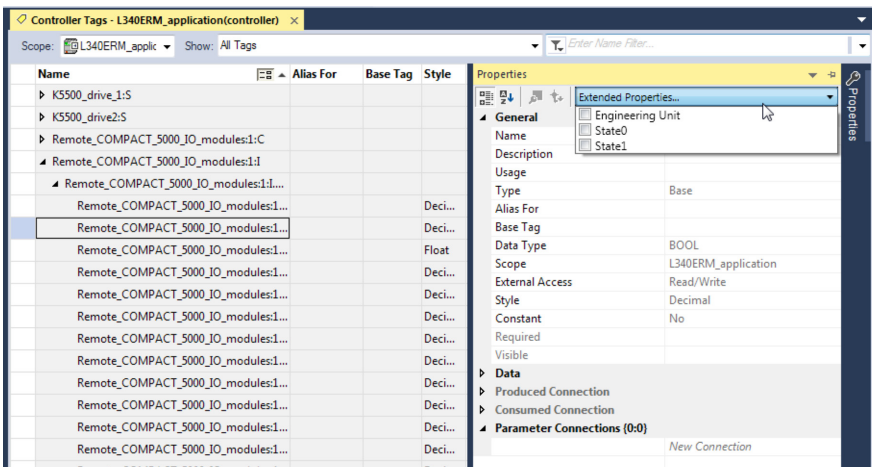 Controller Tags - L340ERM_application(controller) ×
Scope: L340ERM_applic Show: All Tags Enter Name Filter...
Name Alias For Base Tag Style
K5500_drive_1:S
K5500_drive2:S
Remote_COMPACT_5000_IO_modules:1:C
Remote_COMPACT_5000_IO_modules:1:I
Remote_COMPACT_5000_IO_modules:1:I....
Remote_COMPACT_5000_IO_modules:1... Deci...
Remote_COMPACT_5000_IO_modules:1... Deci...
Remote_COMPACT_5000_IO_modules:1... Float
Remote_COMPACT_5000_IO_modules:1... Deci...
Remote_COMPACT_5000_IO_modules:1... Deci...
Remote_COMPACT_5000_IO_modules:1... Deci...
Remote_COMPACT_5000_IO_modules:1... Deci...
Remote_COMPACT_5000_IO_modules:1... Deci...
Remote_COMPACT_5000_IO_modules:1... Deci...
Remote_COMPACT_5000_IO_modules:1... Deci...
Remote_COMPACT_5000_IO_modules:1... Deci...
Remote_COMPACT_5000_IO_modules:1... Deci...
Properties
Extended Properties...
Engineering Unit
State0
State1
General
Name
Description
Usage
Type Base
Alias For
Base Tag
Data Type BOOL
Scope L340ERM_application
External Access Read/Write
Style Decimal
Constant No
Required
Visible
Data
Produced Connection
Consumed Connection
Parameter Connections {0:0}
New Connection
Properties